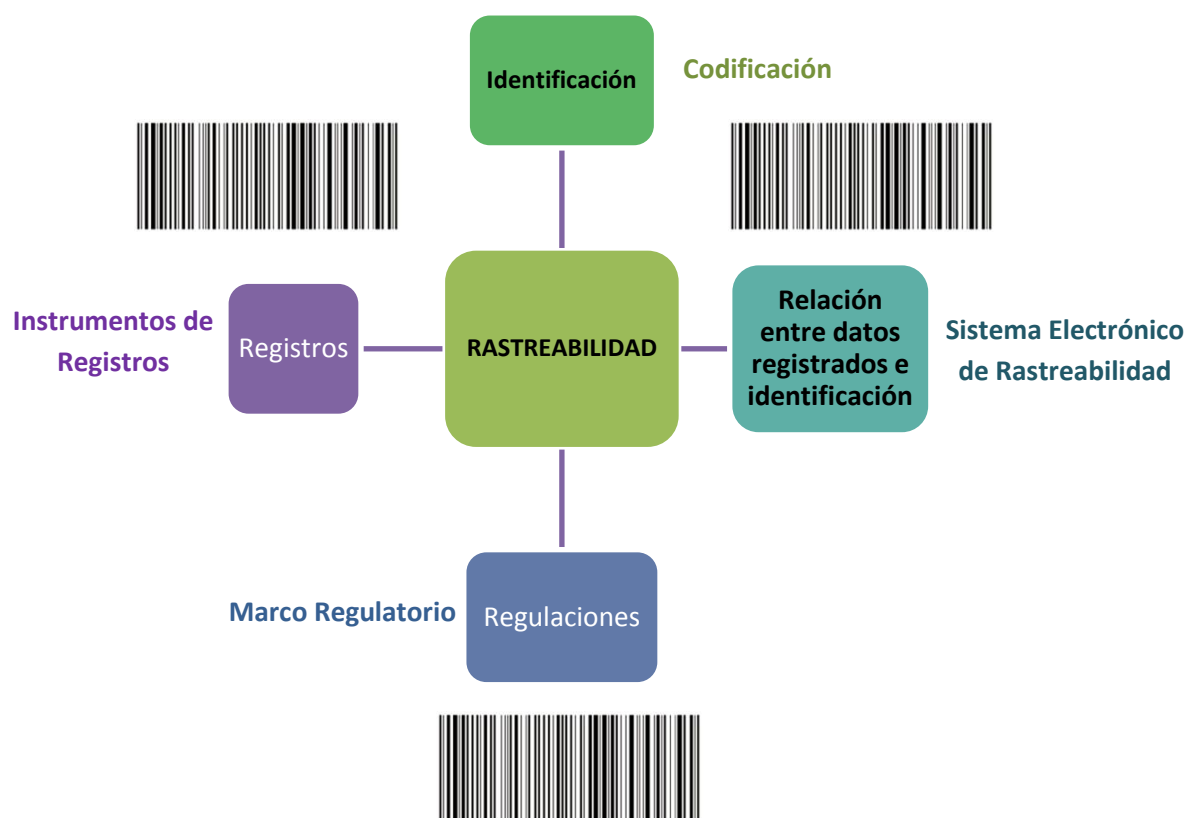 Identificación
Codificación
Instrumentos de
Registros
Registros
RASTREABILIDAD
Relación
entre datos
registrados e
identificación
Sistema Electrónico
de Rastreabilidad
Marco Regulatorio
Regulaciones